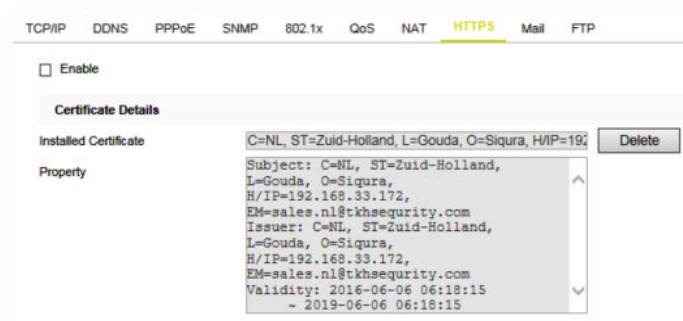 TCP/IP DDNS PPPoE SNMP 802.1x QoS NAT HTTPS Mail FTP
Enable
Certificate Details
Installed Certificate C=NL, ST=Zuid-Holland, L=Gouda, O=Siqura, H/IP=192 Delete
Property
Subject: C=NL, ST=Zuid-Holland,
L=Gouda, O=Siqura,
H/IP=192.168.33.172,
EM=sales.nl@tkhsequrity.com
Issuer: C=NL, ST=Zuid-Holland,
L=Gouda, O=Siqura,
H/IP=192.168.33.172,
EM=sales.nl@tkhsequrity.com
Validity: 2016-06-06 06:18:15
~ 2019-06-06 06:18:15